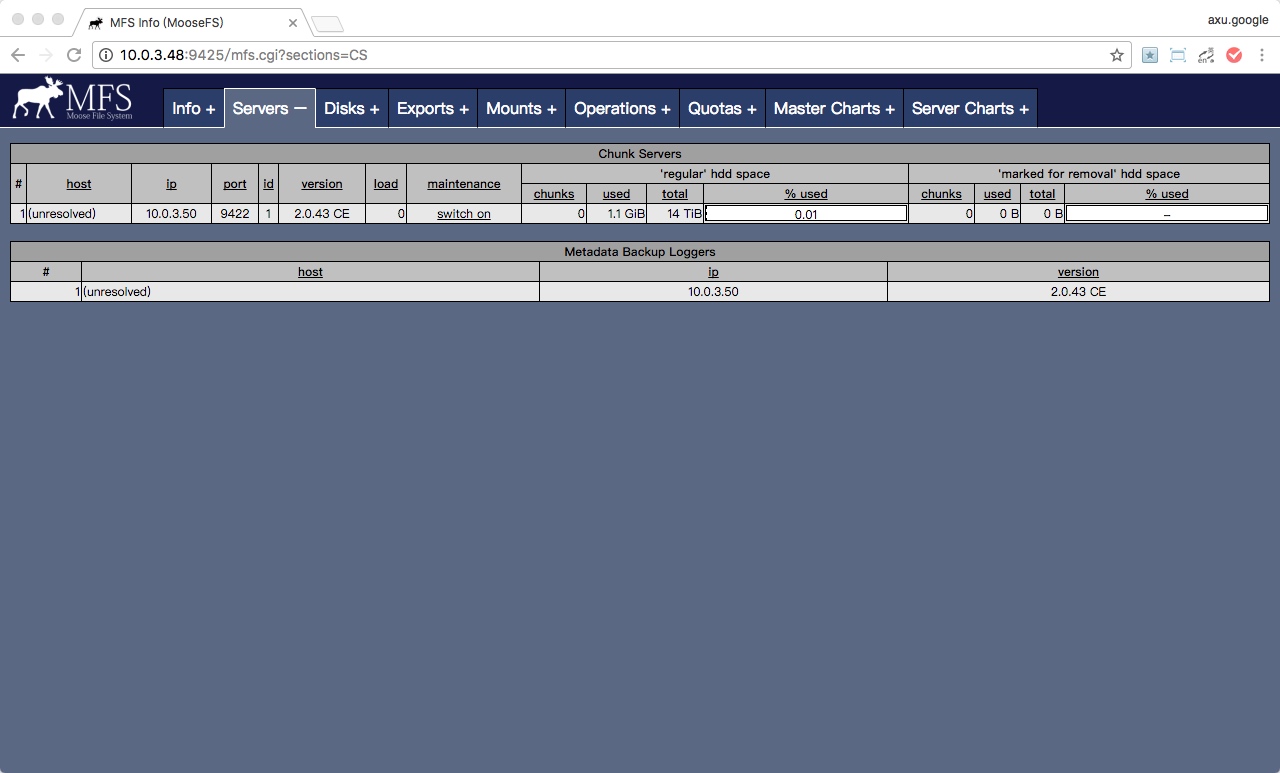 MFS Info (MooseFS)
axu.google
10.0.3.48:9425/mfs.cgi?sections=CS
MFS
Moose File System
Info + Servers − Disks + Exports + Mounts + Operations + Quotas + Master Charts + Server Charts +
Chunk Servers
# host ip port id version load maintenance 'regular' hdd space 'marked for removal' hdd space
chunks used total % used chunks used total % used
1 (unresolved) 10.0.3.50 9422 1 2.0.43 CE 0 switch on 0 1.1 GiB 14 TiB 0.01 0 0 B 0 B –
Metadata Backup Loggers
# host ip version
1 (unresolved) 10.0.3.50 2.0.43 CE